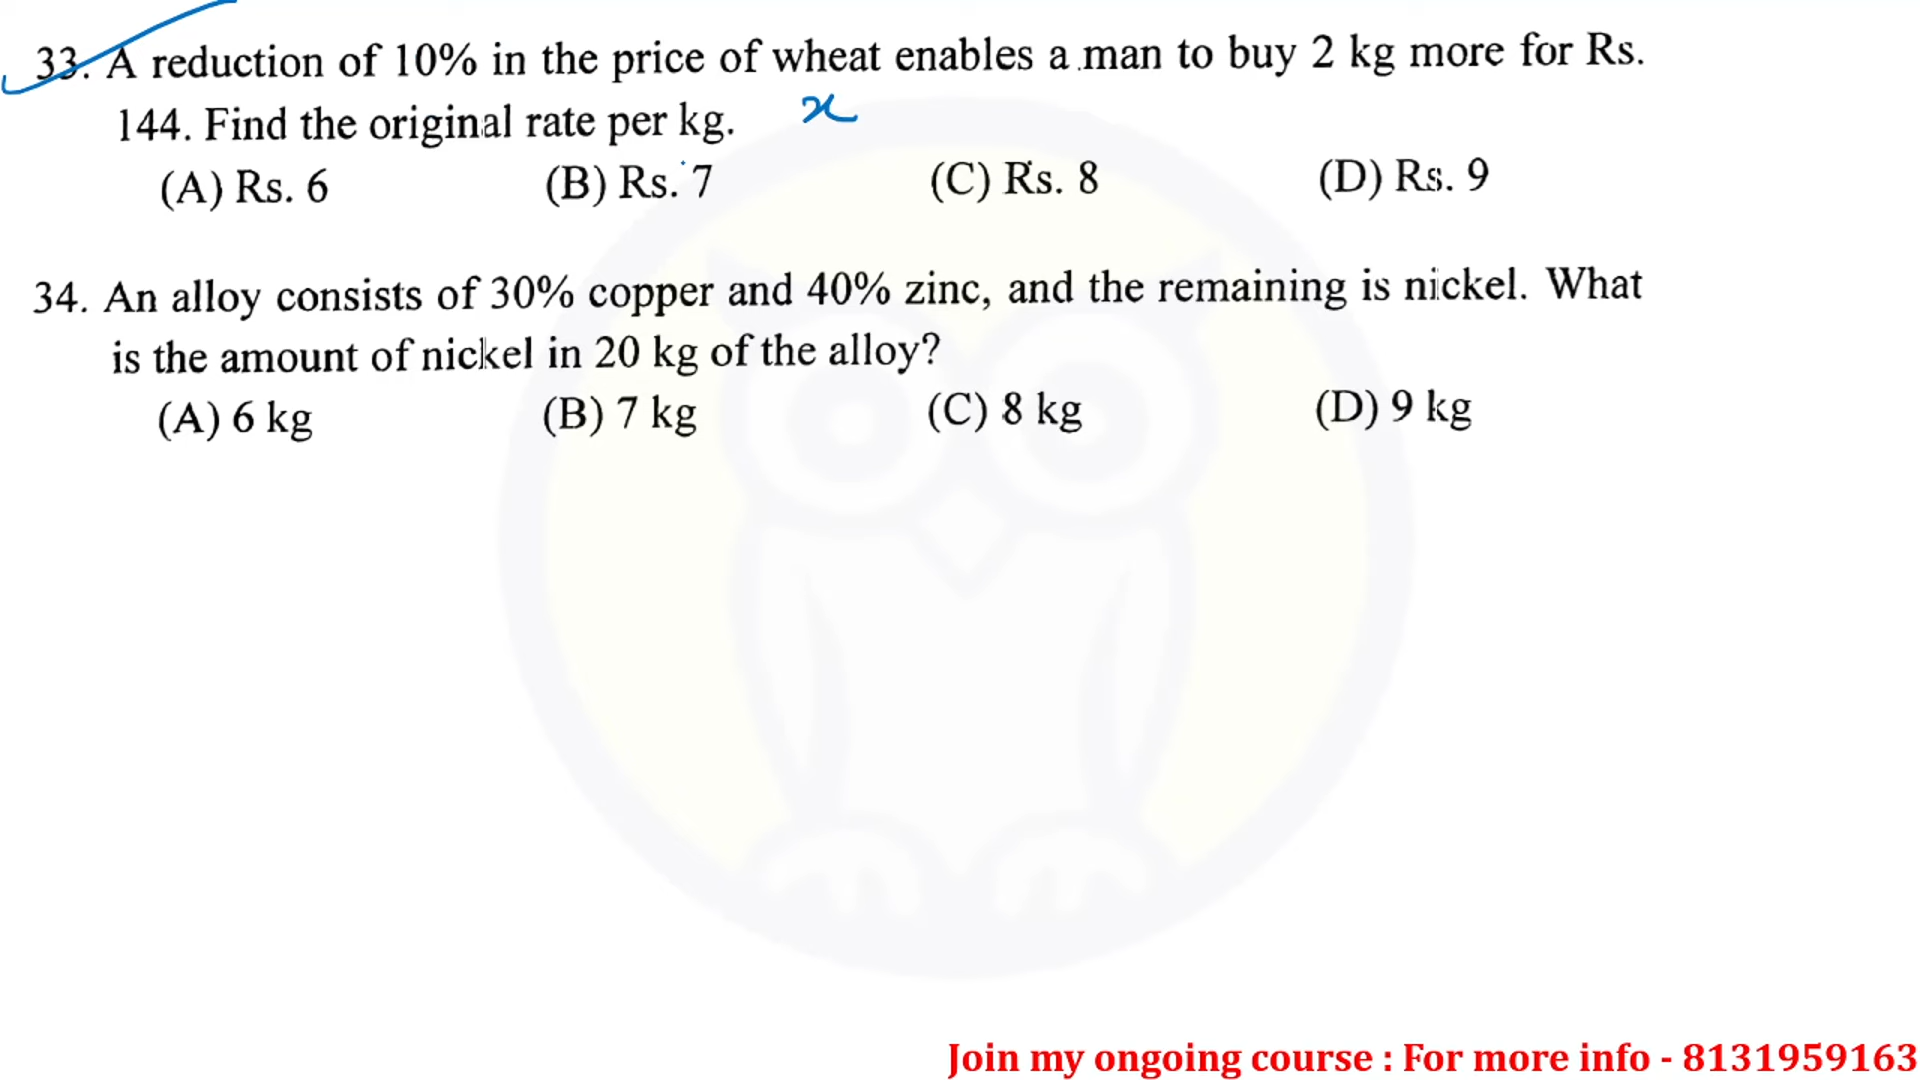 33. A reduction of 10% in the price of wheat enables a man to buy 2 kg more for Rs.
144. Find the original rate per kg. x
(A) Rs. 6 (B) Rs. 7 (C) Rs. 8 (D) Rs. 9
34. An alloy consists of 30% copper and 40% zinc, and the remaining is nickel. What
is the amount of nickel in 20 kg of the alloy?
(A) 6 kg (B) 7 kg (C) 8 kg (D) 9 kg
Join my ongoing course : For more info - 8131959163